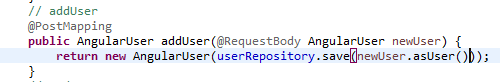 // addUser
@PostMapping
public AngularUser addUser(@RequestBody AngularUser newUser) {
return new AngularUser(userRepository.save(newUser.asUser()));